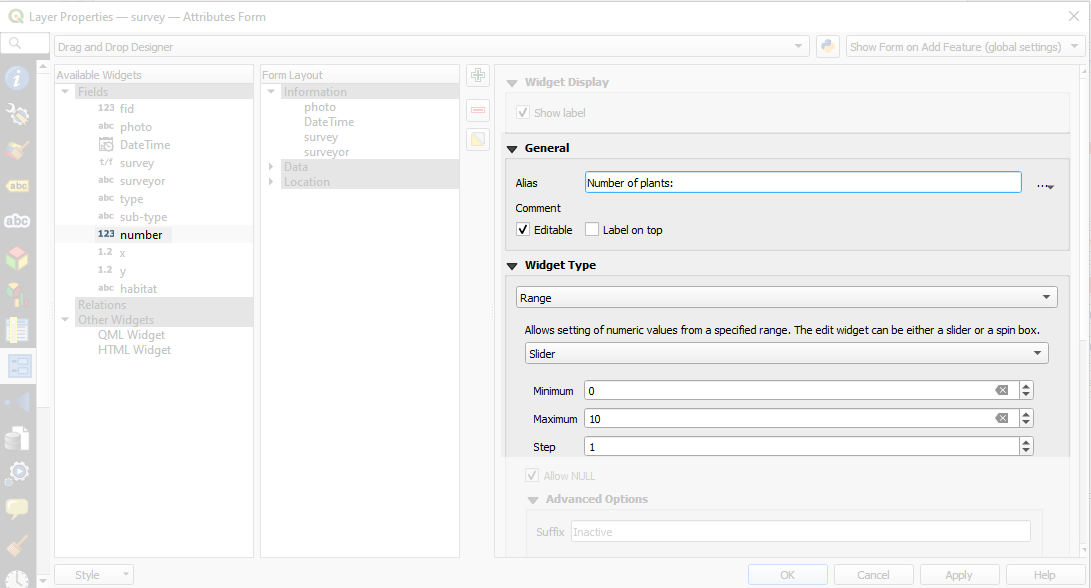 Layer Properties — survey — Attributes Form
Drag and Drop Designer
Show Form on Add Feature (global settings)
Available Widgets
Fields
123 fid
abc photo
DateTime
t/f survey
abc surveyor
abc type
abc sub-type
123 number
1.2 x
1.2 y
abc habitat
Relations
Other Widgets
QML Widget
HTML Widget
Form Layout
Information
photo
DateTime
survey
surveyor
Data
Location
Widget Display
Show label
General
Alias Number of plants: ...
Comment
Editable Label on top
Widget Type
Range
Allows setting of numeric values from a specified range. The edit widget can be either a slider or a spin box.
Slider
Minimum 0
Maximum 10
Step 1
Allow NULL
Advanced Options
Suffix Inactive
abc
abc
Style
OK Cancel Apply Help